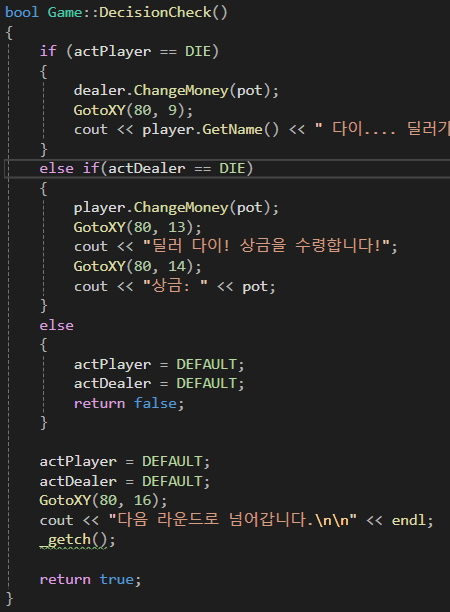 bool Game::DecisionCheck()
{
if (actPlayer == DIE)
{
dealer.ChangeMoney(pot);
GotoXY(80, 9);
cout << player.GetName() << " 다이.... 딜러가
}
else if(actDealer == DIE)
{
player.ChangeMoney(pot);
GotoXY(80, 13);
cout << "딜러 다이! 상금을 수령합니다!";
GotoXY(80, 14);
cout << "상금: " << pot;
}
else
{
actPlayer = DEFAULT;
actDealer = DEFAULT;
return false;
}
actPlayer = DEFAULT;
actDealer = DEFAULT;
GotoXY(80, 16);
cout << "다음 라운드로 넘어갑니다.\n\n" << endl;
_getch();
return true;
}